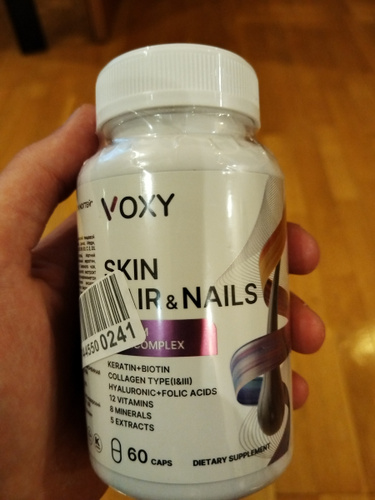 VOXY
SKIN
HAIR & NAILS
COMPLEX
0241
KERATIN+BIOTIN
COLLAGEN TYPE(I&III)
HYALURONIC+FOLIC ACIDS
12 VITAMINS
8 MINERALS
5 EXTRACTS
60 CAPS
DIETARY SUPPLEMENT